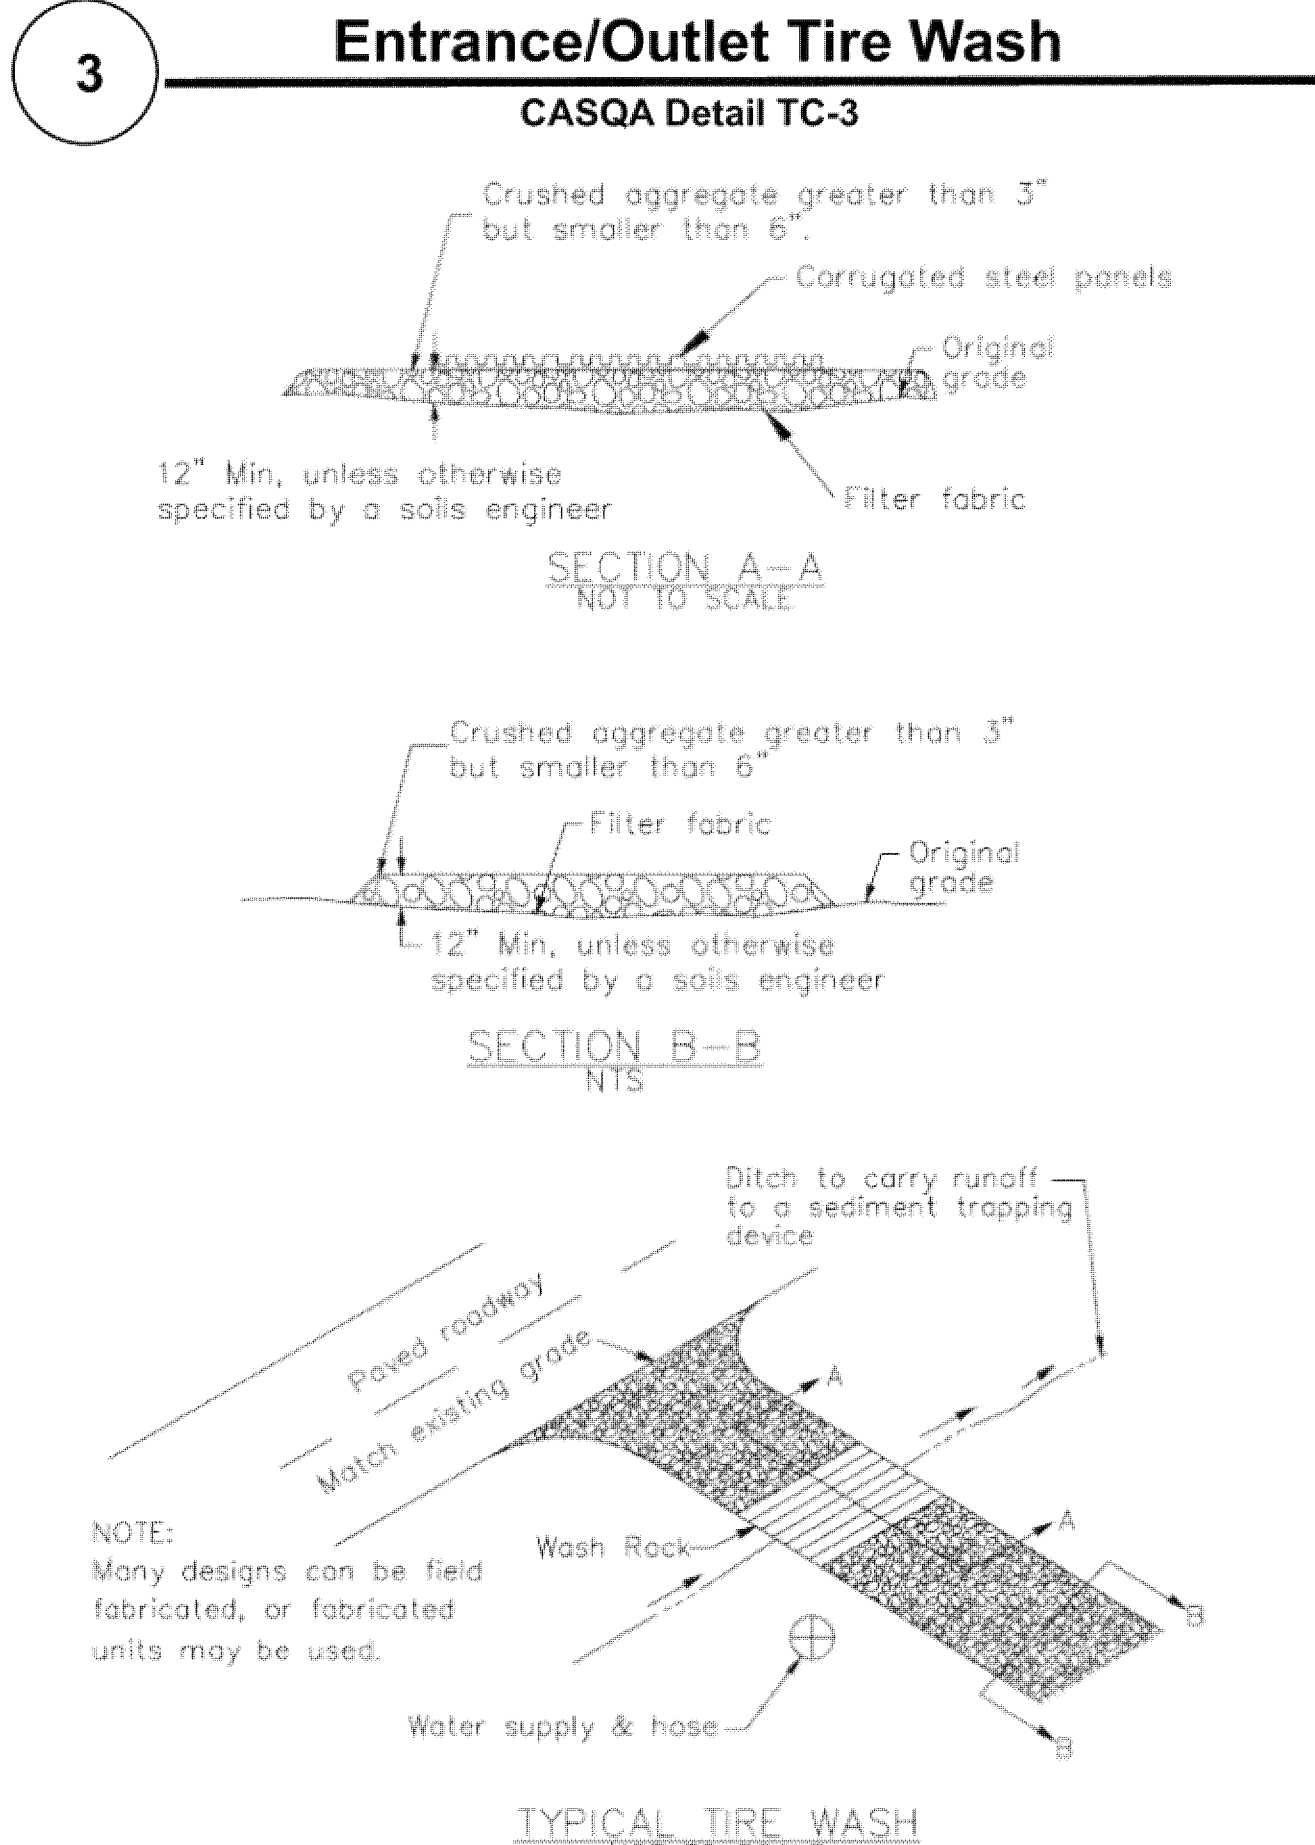 3
Entrance/Outlet Tire Wash
CASQA Detail TC-3
Crushed aggregate greater than 3"
but smaller than 6".
Corrugated steel panels
Original
grade
12" Min, unless otherwise
specified by a soils engineer
Filter fabric
SECTION A-A
NOT TO SCALE
Crushed aggregate greater than 3"
but smaller than 6"
Filter fabric
Original
grade
12" Min, unless otherwise
specified by a soils engineer
SECTION B-B
NTS
Ditch to carry runoff
to a sediment trapping
device
Paved roadway
Match existing grade
A
A
Wash Rack
NOTE:
Many designs can be field
fabricated, or fabricated
units may be used.
B
Water supply & hose
B
TYPICAL TIRE WASH